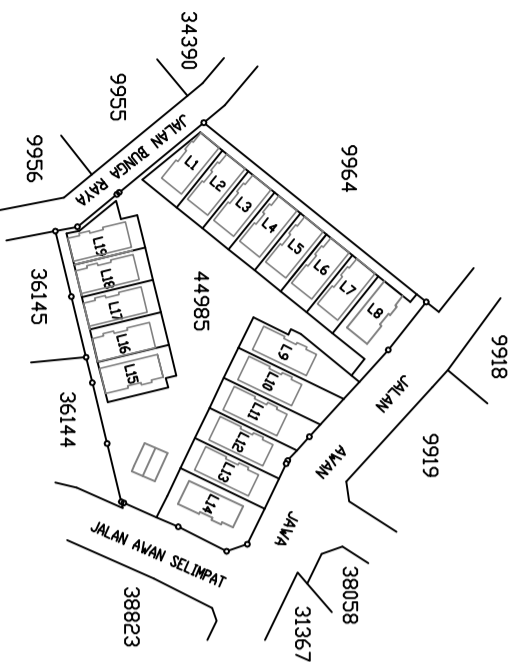 34390
9955
9956
JALAN BUNGA RAYA
9964
L1
L2
L3
L4
L5
L6
L7
L8
44985
36145
36144
L19
L18
L17
L16
L15
L9
L10
L11
L12
L13
L14
JALAN AWAN JAWA
9918
9919
JALAN AWAN SELIMPAT
38058
31367
38823